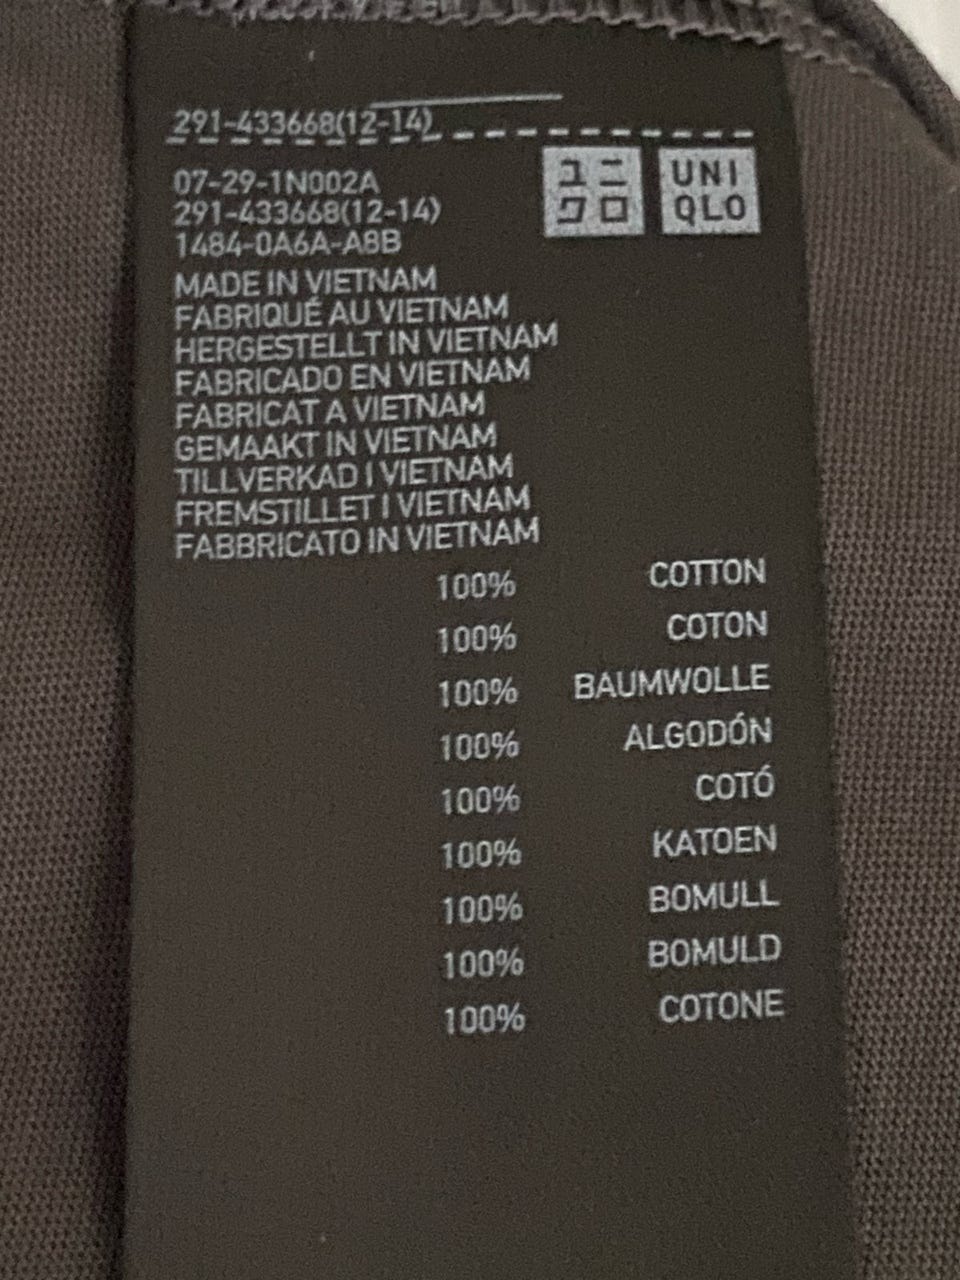 291-433668(12-14)
07-29-1N002A
291-433668(12-14)
1484-0A6A-A8B
ユニ
クロ
UNI
QLO
MADE IN VIETNAM
FABRIQUÉ AU VIETNAM
HERGESTELLT IN VIETNAM
FABRICADO EN VIETNAM
FABRICAT A VIETNAM
GEMAAKT IN VIETNAM
TILLVERKAD I VIETNAM
FREMSTILLET I VIETNAM
FABBRICATO IN VIETNAM
100% COTTON
100% COTON
100% BAUMWOLLE
100% ALGODÓN
100% COTÓ
100% KATOEN
100% BOMULL
100% BOMULD
100% COTONE